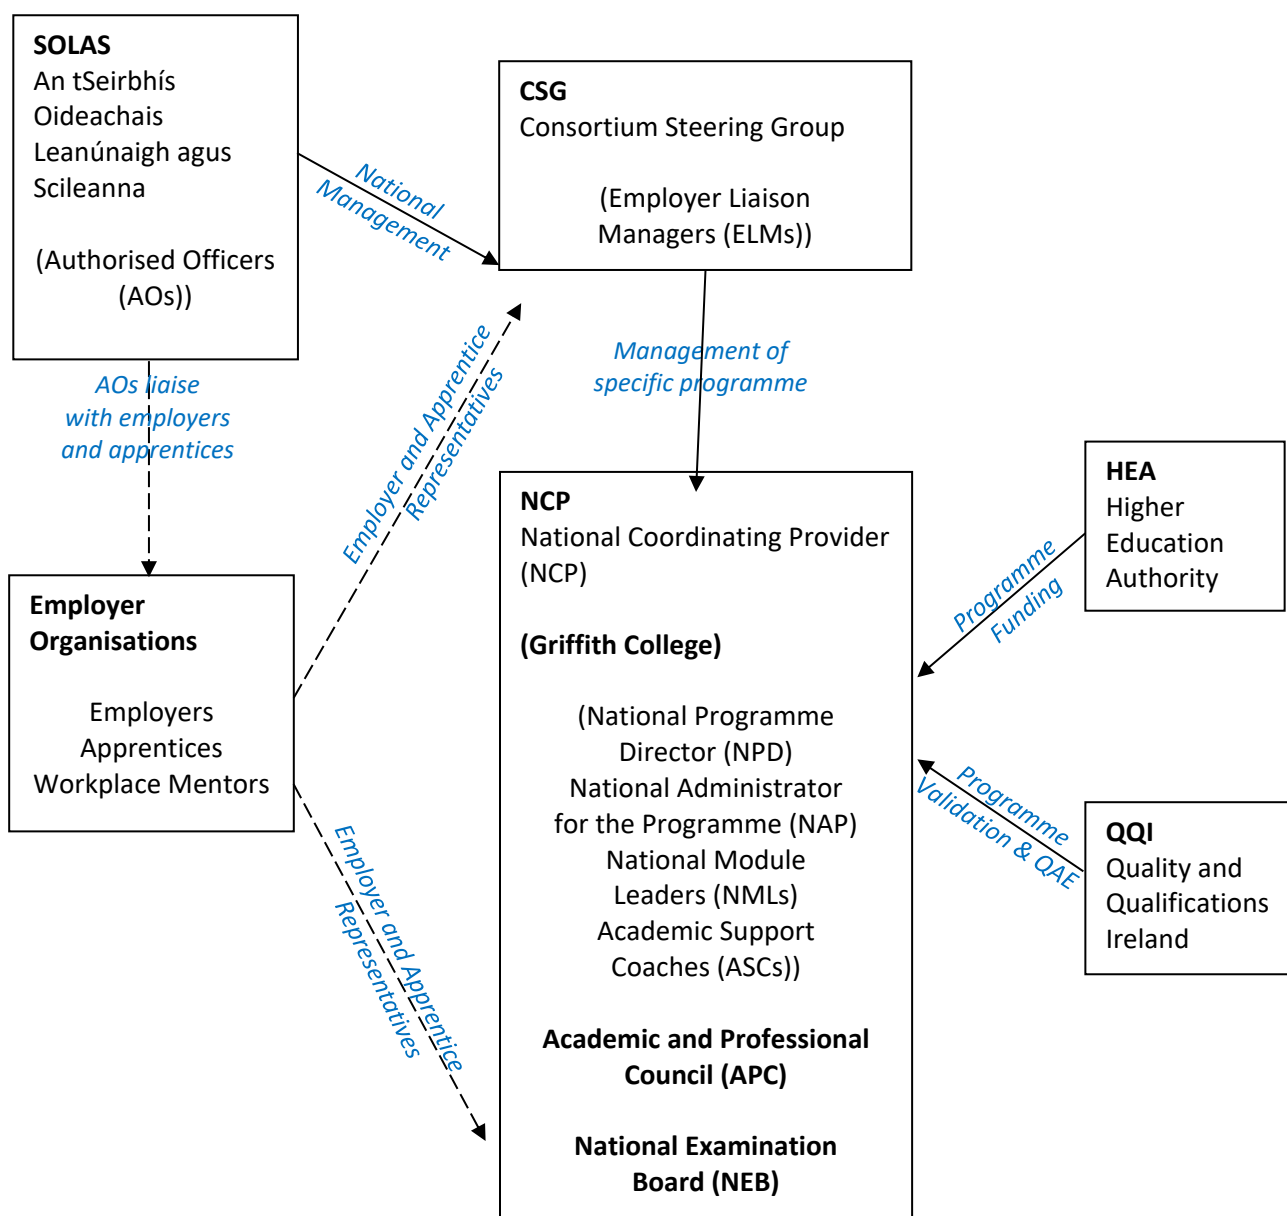 SOLAS
An tSeirbhís
Oideachais
Leanúnaigh agus
Scileanna
(Authorised Officers
(AOs))
CSG
Consortium Steering Group
(Employer Liaison
Managers (ELMs))
National
Management
AOs liaise
with employers
and apprentices
Employer and Apprentice
Representatives
Management of
specific programme
Employer
Organisations
Employers
Apprentices
Workplace Mentors
NCP
National Coordinating Provider
(NCP)
(Griffith College)
(National Programme
Director (NPD)
National Administrator
for the Programme (NAP)
National Module
Leaders (NMLs)
Academic Support
Coaches (ASCs))
Academic and Professional
Council (APC)
National Examination
Board (NEB)
HEA
Higher
Education
Authority
Programme
Funding
Programme
Validation & QAE
QQI
Quality and
Qualifications
Ireland
Employer and Apprentice
Representatives